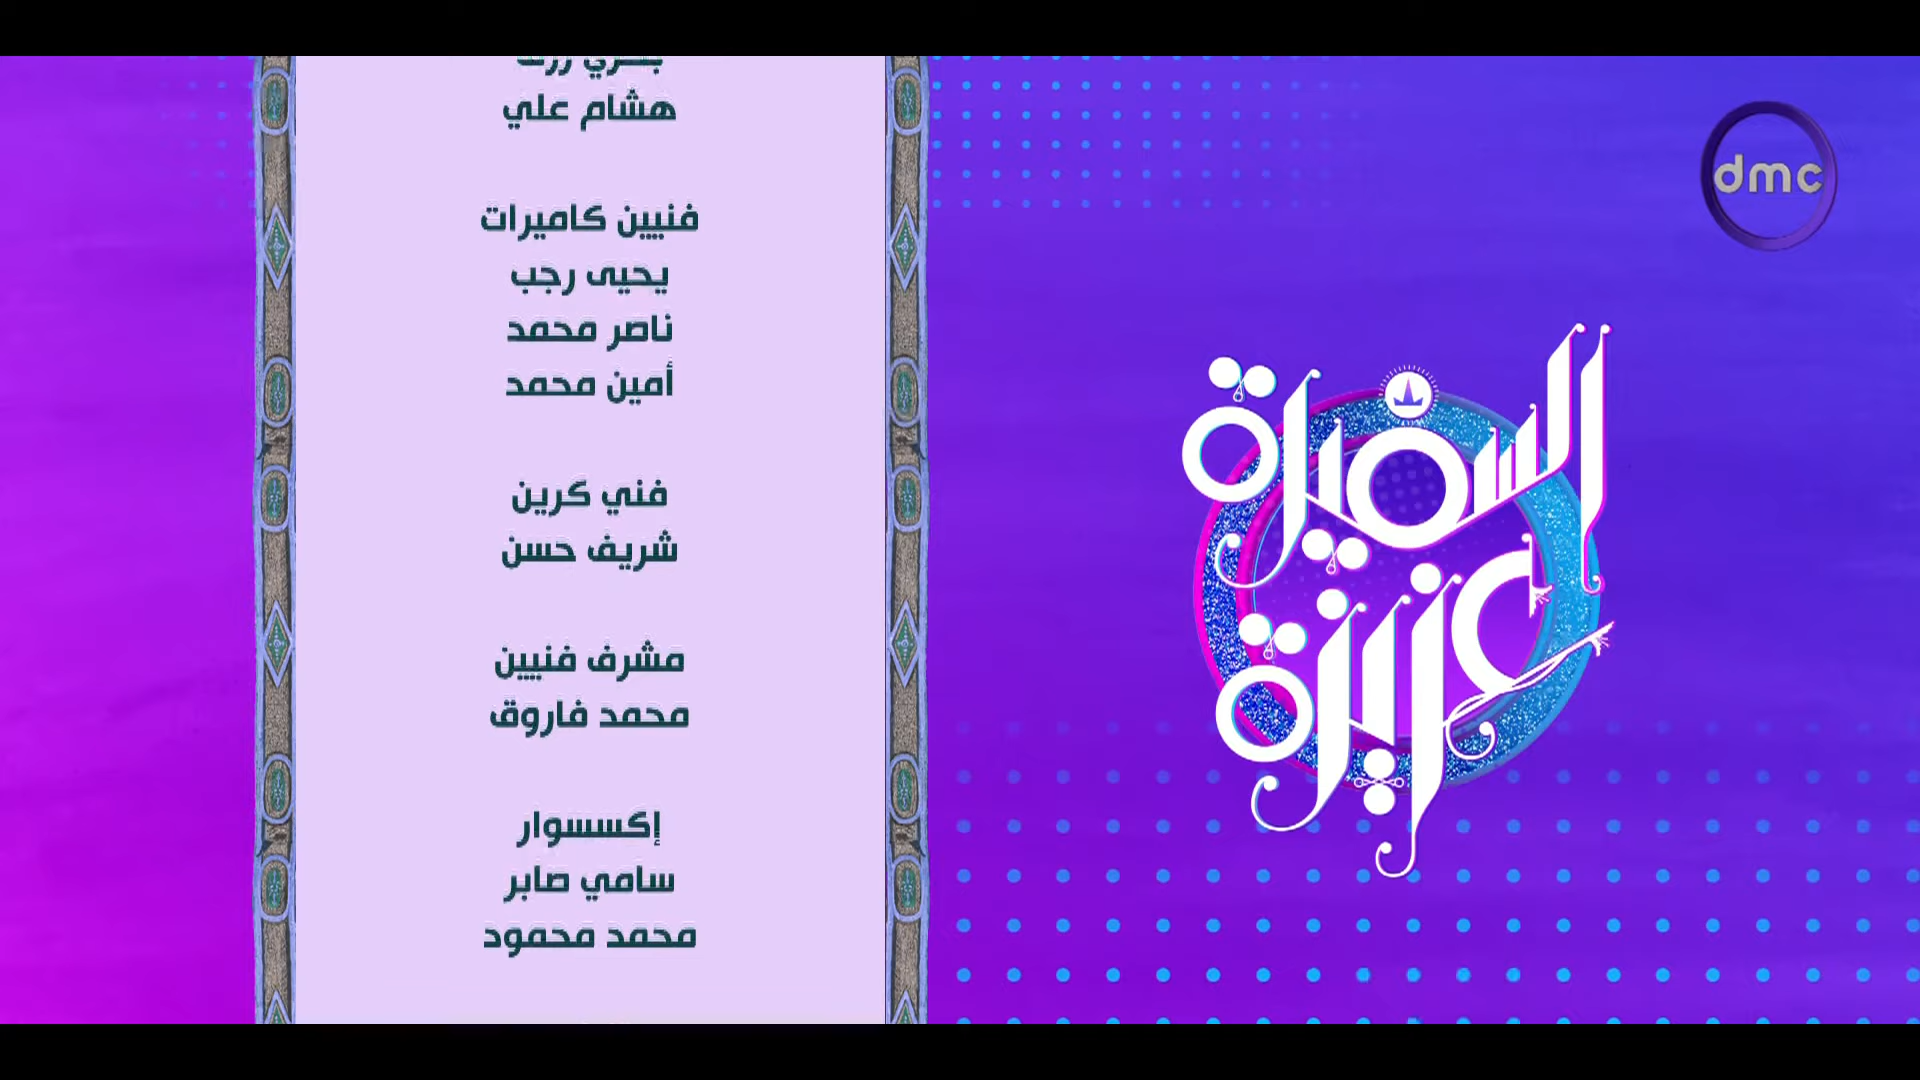 هشام علي
فنيين كاميرات
يحيى رجب
ناصر محمد
أمين محمد
فني كرين
شريف حسن
مشرف فنيين
محمد فاروق
إكسسوار
سامي صابر
محمد محمود
dmc
السفيرة
عزيزة